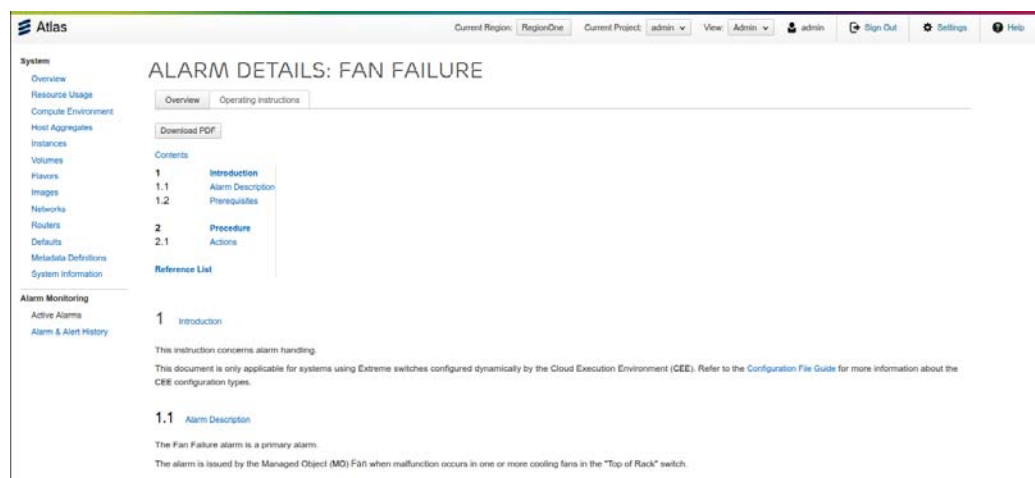 Atlas
Current Region: RegionOne Current Project: admin View: Admin admin Sign Out Settings Help
System
Overview
Resource Usage
Compute Environment
Host Aggregates
Instances
Volumes
Flavors
Images
Networks
Routers
Defaults
Metadata Definitions
System Information
Alarm Monitoring
Active Alarms
Alarm & Alert History
ALARM DETAILS: FAN FAILURE
Overview Operating instructions
Download PDF
Contents
1 Introduction
1.1 Alarm Description
1.2 Prerequisites
2 Procedure
2.1 Actions
Reference List
1 Introduction
This instruction concerns alarm handling.
This document is only applicable for systems using Extreme switches configured dynamically by the Cloud Execution Environment (CEE). Refer to the Configuration File Guide for more information about the
CEE configuration types.
1.1 Alarm Description
The Fan Failure alarm is a primary alarm.
The alarm is issued by the Managed Object (MO) Fan when malfunction occurs in one or more cooling fans in the "Top of Rack" switch.